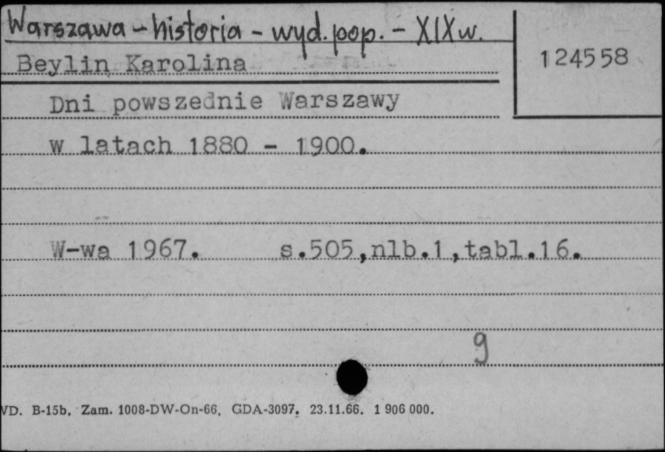 Warszawa - historia - wyd. pop. - XIX w.
124558
Beylin Karolina
Dni powszednie Warszawy
w latach 1880 - 1900.
W-wa 1967. s.505,nlb.1,tabl.16.
g
VD. B-15b. Zam. 1008-DW-On-66. GDA-3097. 23.11.66. 1 906 000.